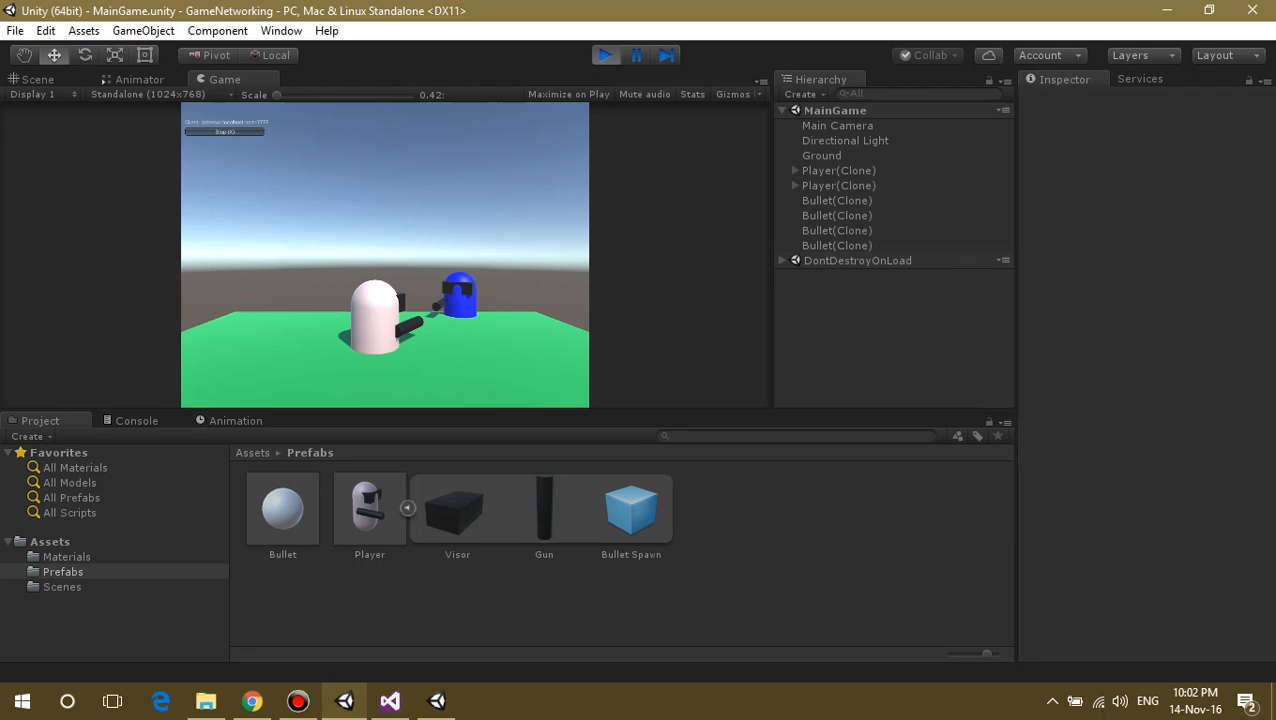 Unity (64bit) - MainGame.unity - GameNetworking - PC, Mac & Linux Standalone <DX11>
File Edit Assets GameObject Component Window Help
Pivot Local Collab Account Layers Layout
Scene Animator Game Hierarchy Inspector Services
Display 1 Standalone (1024x768) Scale 0.42: Maximize on Play Mute audio Stats Gizmos Create All
MainGame
Main Camera
Directional Light
Ground
Player(Clone)
Player(Clone)
Bullet(Clone)
Bullet(Clone)
Bullet(Clone)
Bullet(Clone)
DontDestroyOnLoad
Stop (X)
Project Console Animation
Create
Favorites
All Materials
All Models
All Prefabs
All Scripts
Assets
Materials
Prefabs
Scenes
Assets Prefabs
Bullet Player Visor Gun Bullet Spawn
ENG 10:02 PM
14-Nov-16
2